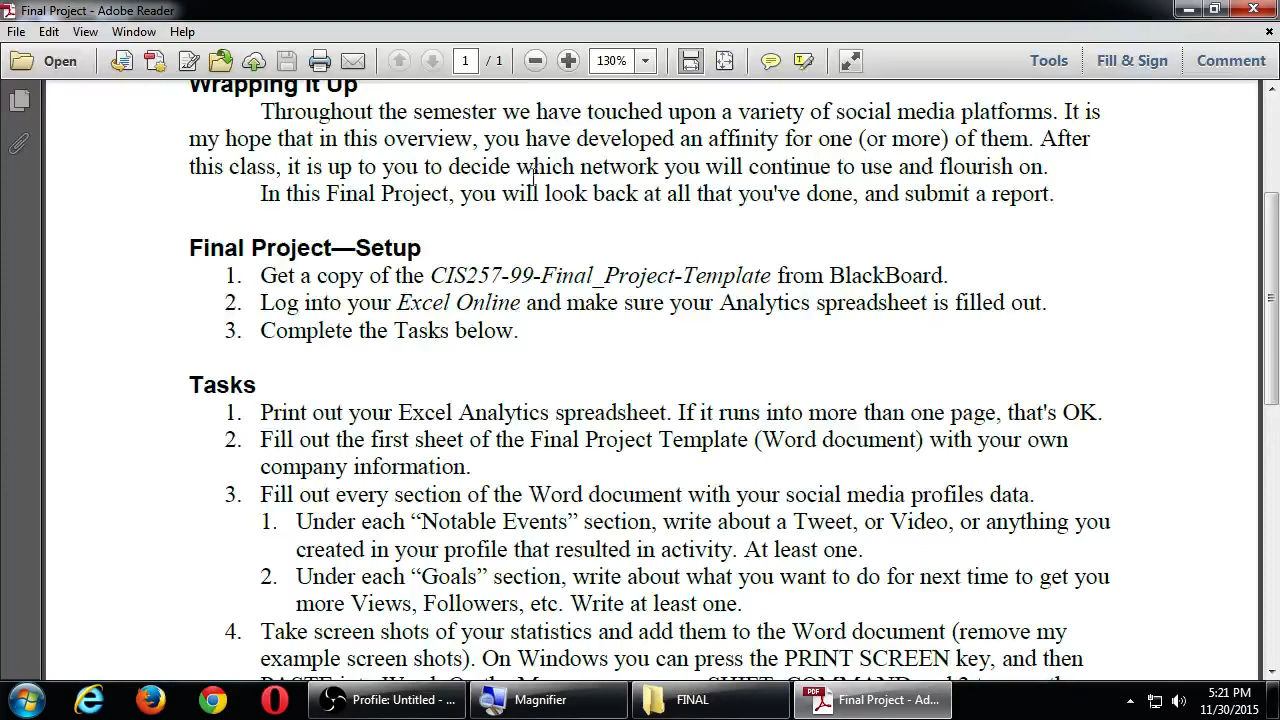 Final Project - Adobe Reader
File Edit View Window Help
Open 1 / 1 130% Tools Fill & Sign Comment
Wrapping It Up
Throughout the semester we have touched upon a variety of social media platforms. It is
my hope that in this overview, you have developed an affinity for one (or more) of them. After
this class, it is up to you to decide which network you will continue to use and flourish on.
In this Final Project, you will look back at all that you've done, and submit a report.
Final Project—Setup
1. Get a copy of the CIS257-99-Final_Project-Template from BlackBoard.
2. Log into your Excel Online and make sure your Analytics spreadsheet is filled out.
3. Complete the Tasks below.
Tasks
1. Print out your Excel Analytics spreadsheet. If it runs into more than one page, that's OK.
2. Fill out the first sheet of the Final Project Template (Word document) with your own
company information.
3. Fill out every section of the Word document with your social media profiles data.
1. Under each “Notable Events” section, write about a Tweet, or Video, or anything you
created in your profile that resulted in activity. At least one.
2. Under each “Goals” section, write about what you want to do for next time to get you
more Views, Followers, etc. Write at least one.
4. Take screen shots of your statistics and add them to the Word document (remove my
example screen shots). On Windows you can press the PRINT SCREEN key, and then
Profile: Untitled - ... Magnifier FINAL Final Project - Ad... 5:21 PM
11/30/2015